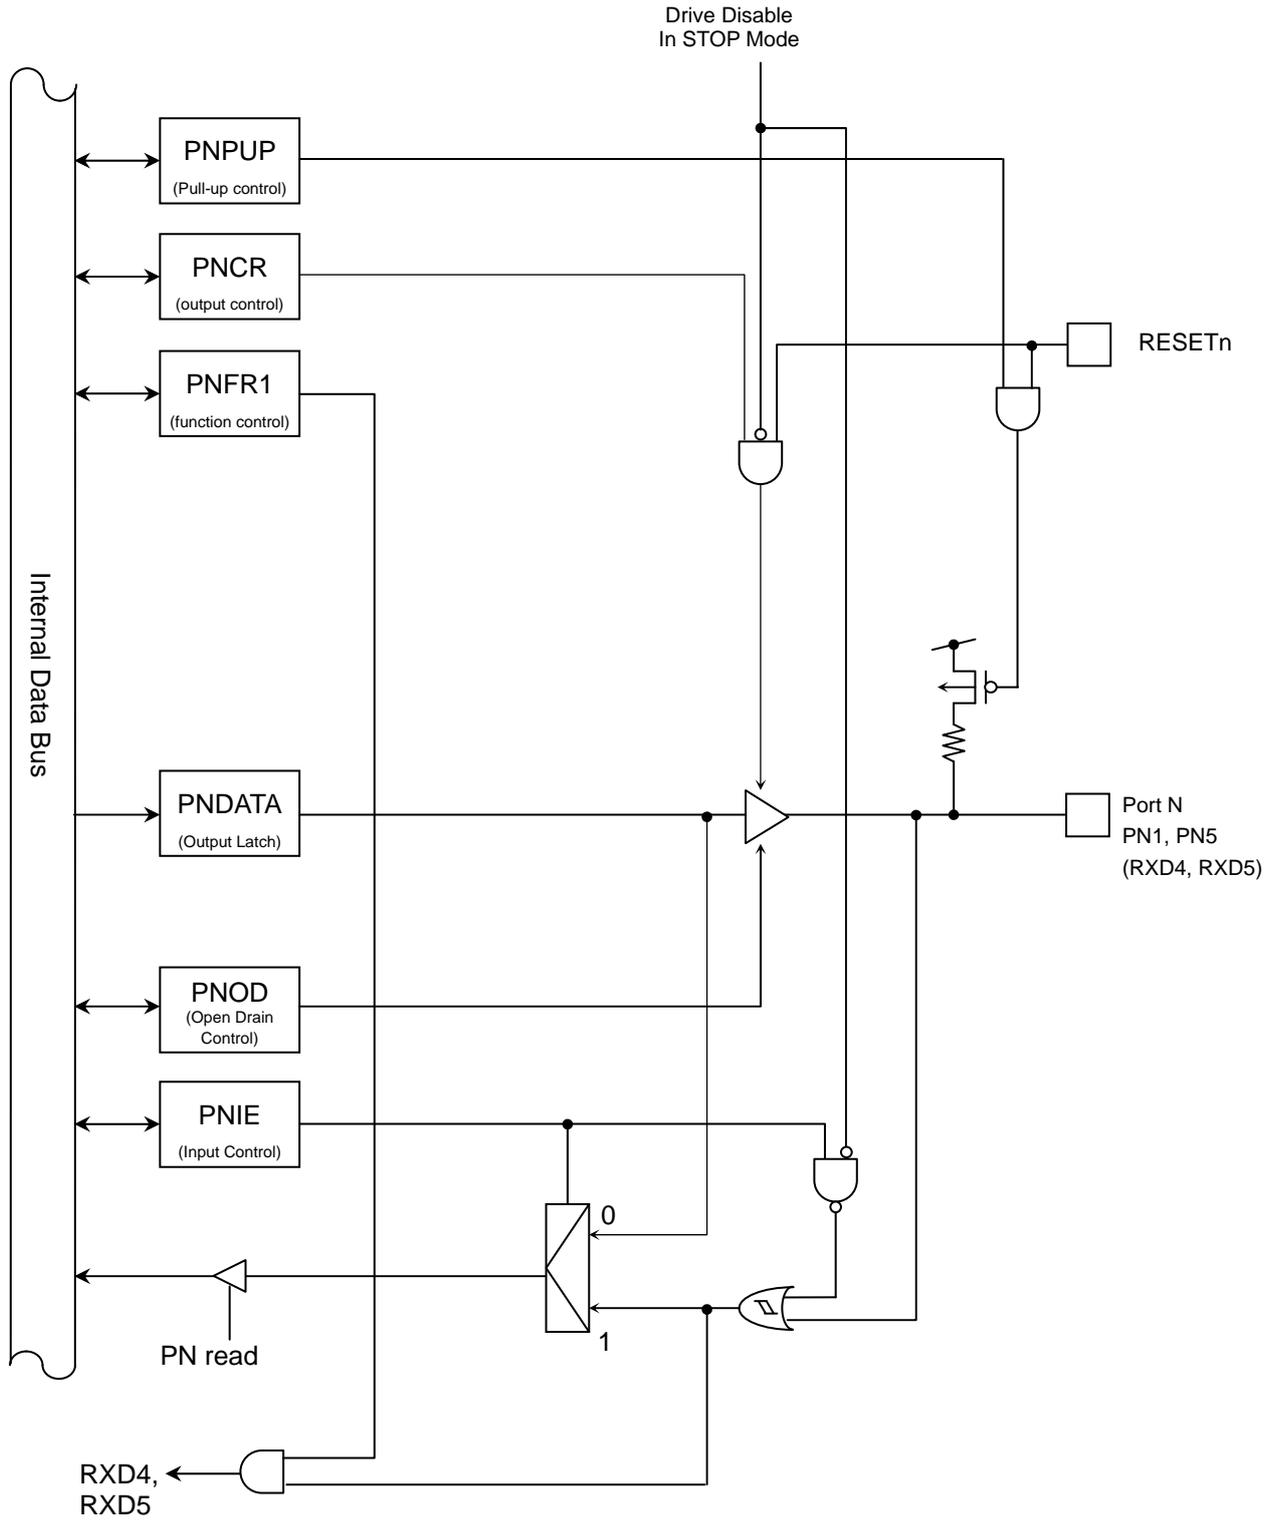 Drive Disable
In STOP Mode
PNPUP
(Pull-up control)
PNCR
(output control)
RESETn
PNFR1
(function control)
Internal Data Bus
PNDATA
(Output Latch)
Port N
PN1, PN5
(RXD4, RXD5)
PNOD
(Open Drain
Control)
PNIE
(Input Control)
0
1
PN read
RXD4,
RXD5